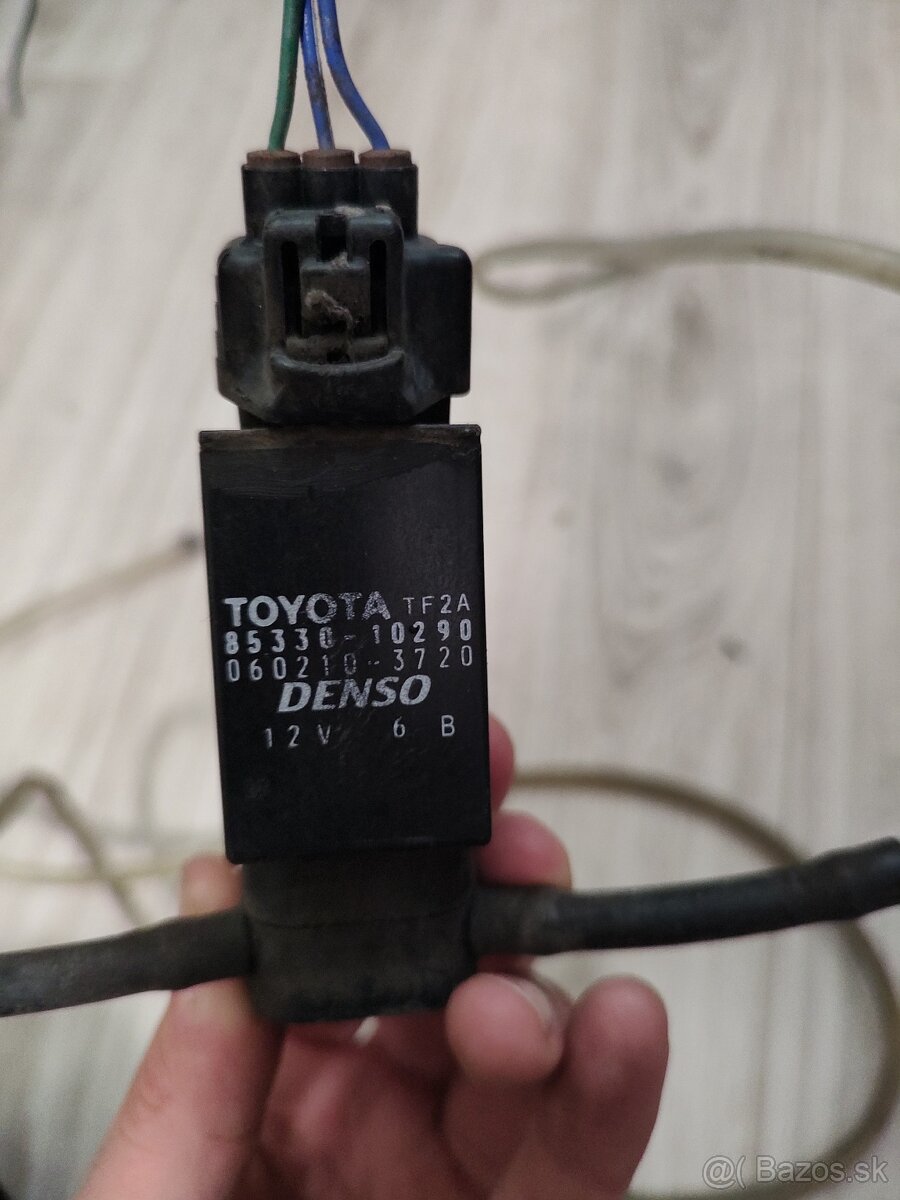 TOYOTA TF2A
85330-10290
060210-3720
DENSO
12V 6 B
@( Bazos.sk